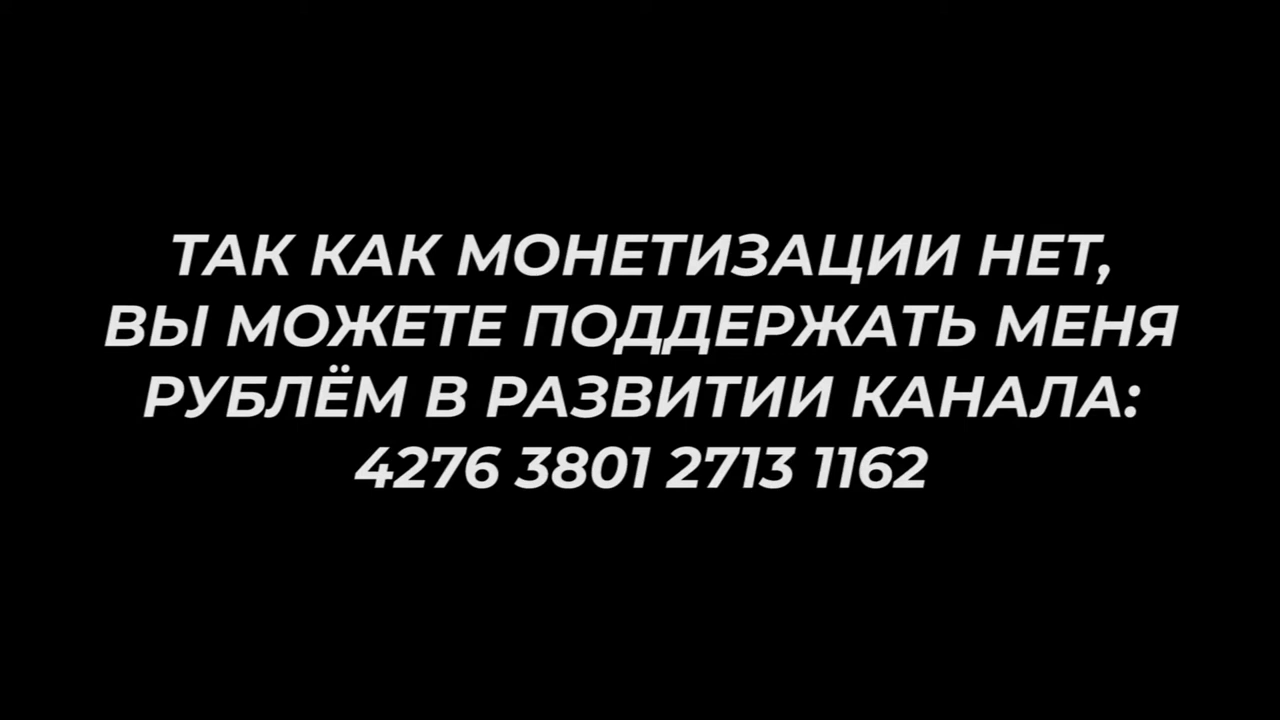 ТАК КАК МОНЕТИЗАЦИИ НЕТ,
ВЫ МОЖЕТЕ ПОДДЕРЖАТЬ МЕНЯ
РУБЛЁМ В РАЗВИТИИ КАНАЛА:
4276 3801 2713 1162